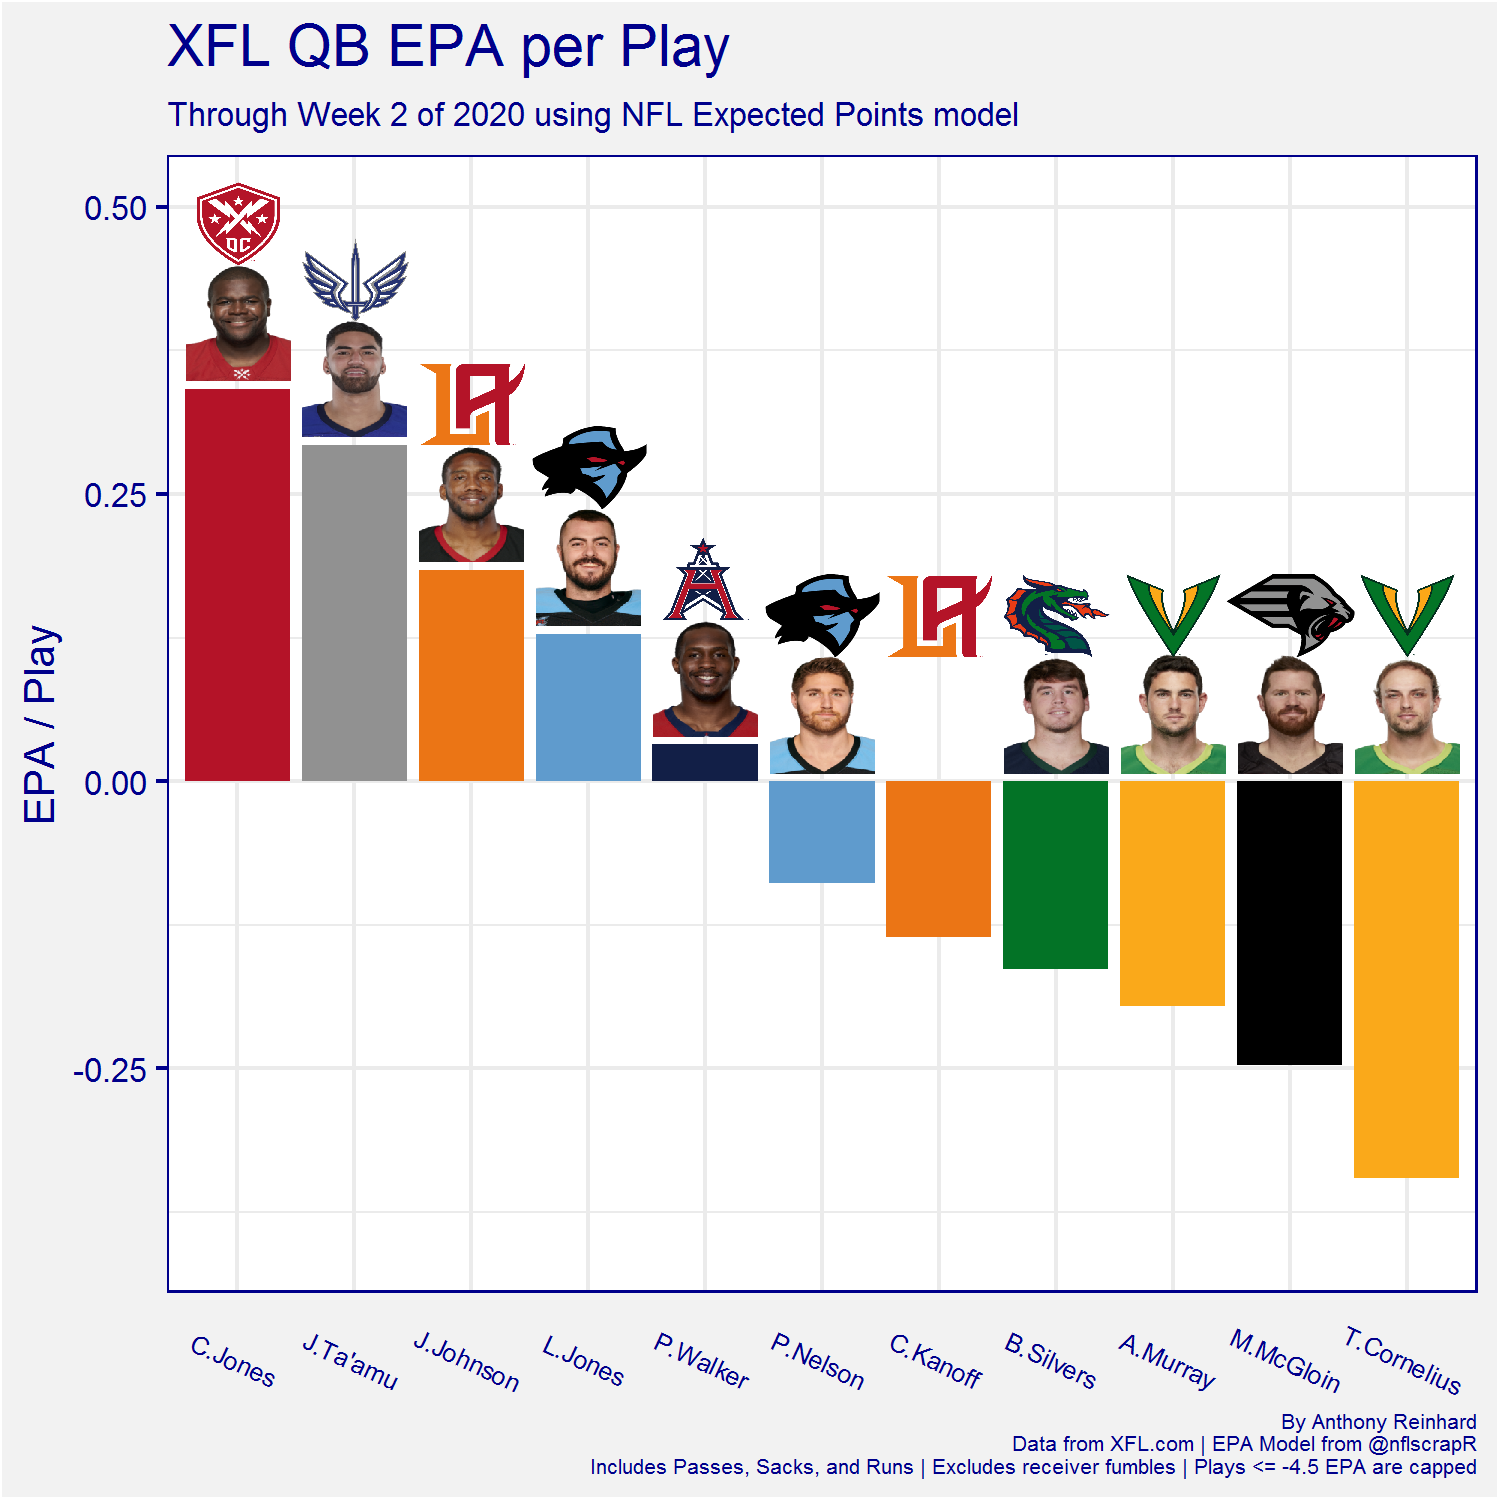 XFL QB EPA per Play
Through Week 2 of 2020 using NFL Expected Points model
EPA / Play
0.50
0.25
0.00
-0.25
DC
LA
A
LA
C.Jones
J.Ta'amu
J.Johnson
L.Jones
P.Walker
P.Nelson
C.Kanoff
B.Silvers
A.Murray
M.McGloin
T.Cornelius
By Anthony Reinhard
Data from XFL.com | EPA Model from @nflscrapR
Includes Passes, Sacks, and Runs | Excludes receiver fumbles | Plays <= -4.5 EPA are capped